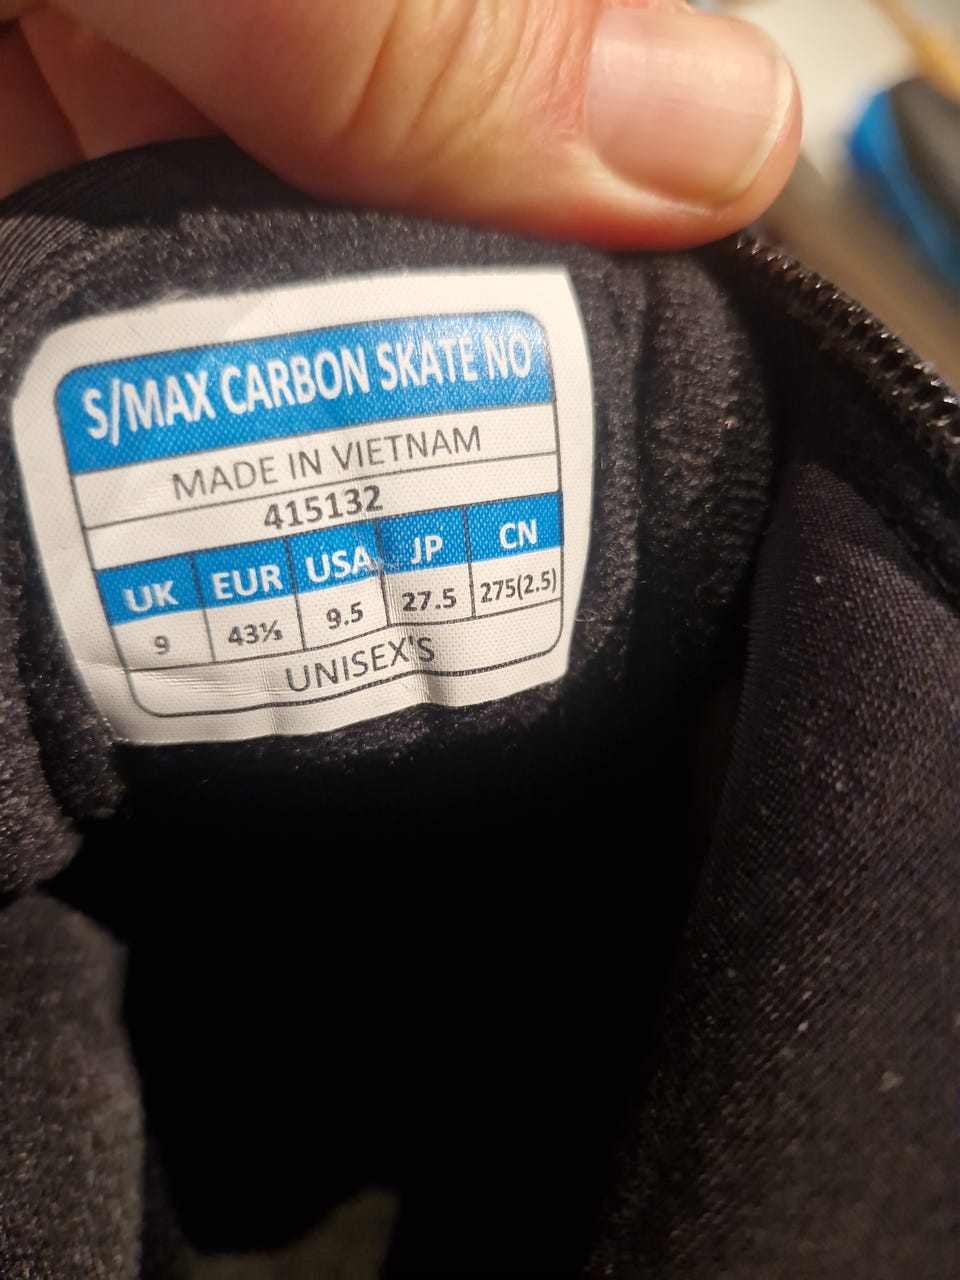 S/MAX CARBON SKATE NO
MADE IN VIETNAM
415132
UK EUR USA JP CN
9 43⅓ 9.5 27.5 275(2.5)
UNISEX'S